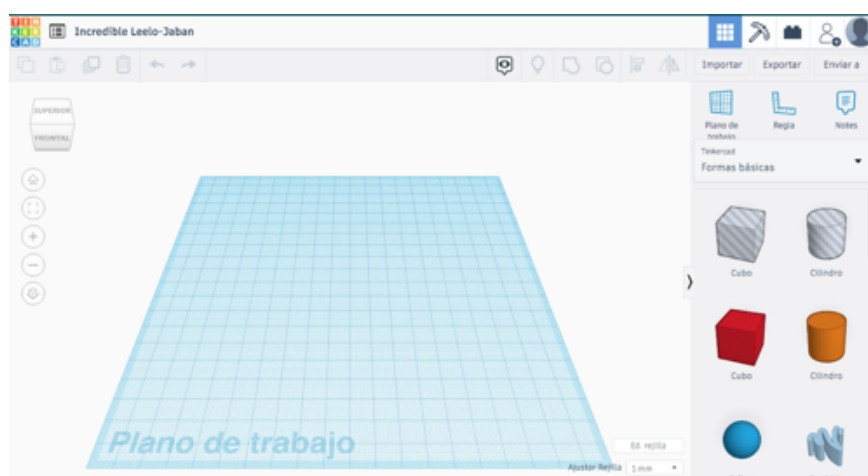 TIN
KER
CAD
Incredible Leelo-Jaban
Importar
Exportar
Enviar a
SUPERIOR
FRONTAL
Plano de
trabajo
Regla
Notes
Tinkercad
Formas básicas
Cubo
Cilindro
Cubo
Cilindro
Plano de trabajo
Ed. rejilla
Ajustar Rejilla
1 mm